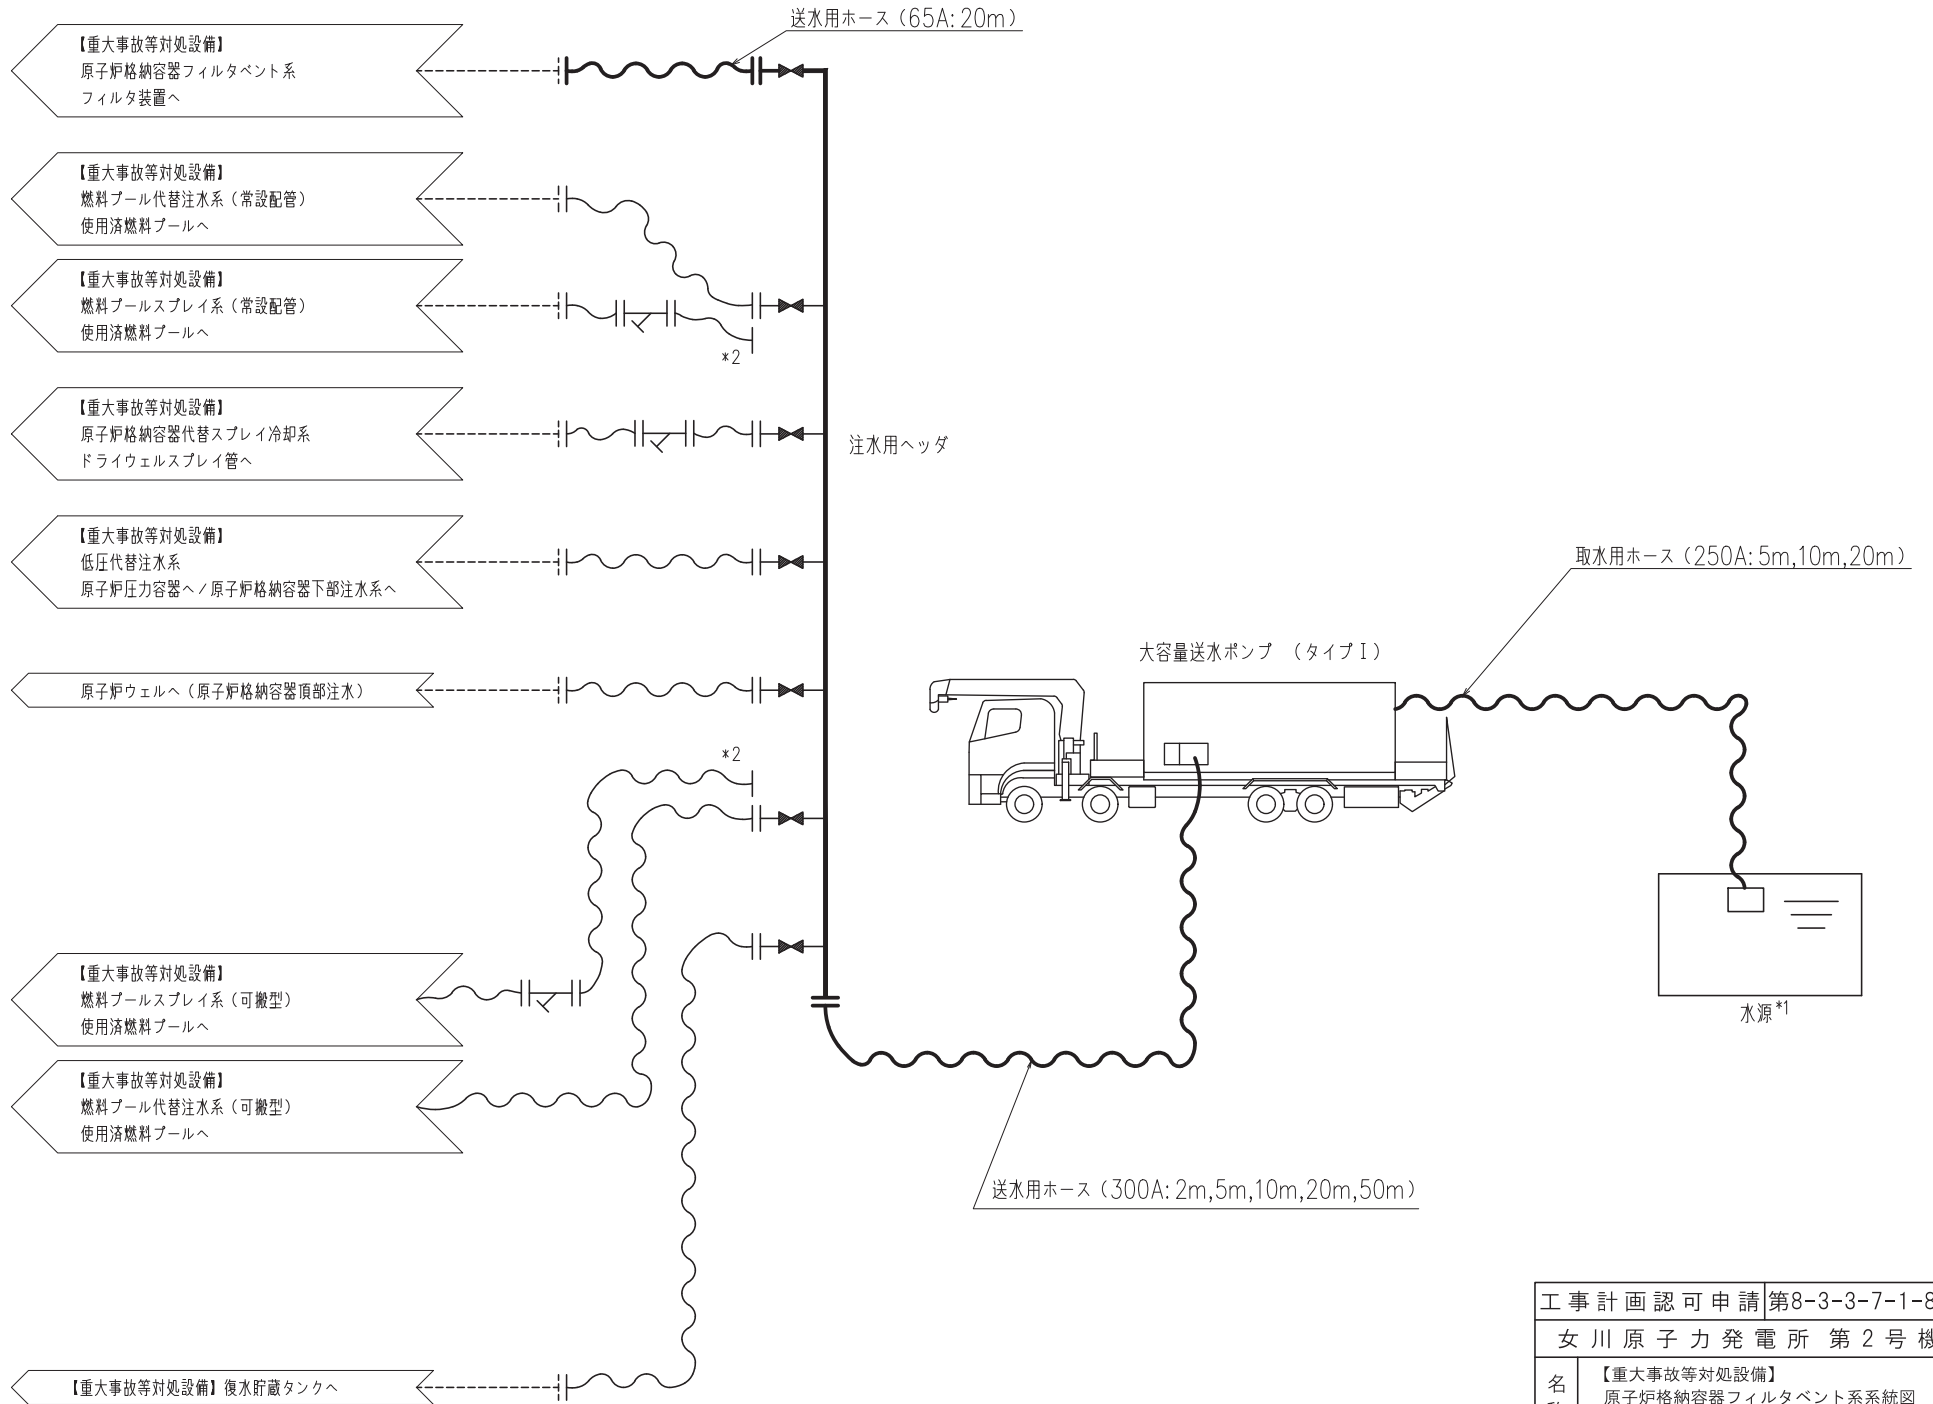 送水用ホース（65A:20m）
【重大事故等対処設備】
原子炉格納容器フィルタベント系
フィルタ装置へ
【重大事故等対処設備】
燃料プール代替注水系（常設配管）
使用済燃料プールへ
【重大事故等対処設備】
燃料プールスプレイ系（常設配管）
使用済燃料プールへ
*2
【重大事故等対処設備】
原子炉格納容器代替スプレイ冷却系
ドライウェルスプレイ管へ
注水用ヘッダ
【重大事故等対処設備】
低圧代替注水系
原子炉圧力容器へ/原子炉格納容器下部注水系へ
取水用ホース（250A:5m,10m,20m）
大容量送水ポンプ （タイプⅠ）
原子炉ウェルへ（原子炉格納容器頂部注水）
*2
【重大事故等対処設備】
燃料プールスプレイ系（可搬型）
使用済燃料プールへ
水源*1
【重大事故等対処設備】
燃料プール代替注水系（可搬型）
使用済燃料プールへ
送水用ホース（300A:2m,5m,10m,20m,50m）
【重大事故等対処設備】復水貯蔵タンクへ
工事計画認可申請 第8-3-3-7-1-8
女川原子力発電所 第2号機
名
【重大事故等対処設備】
原子炉格納容器フィルタベント系系統図